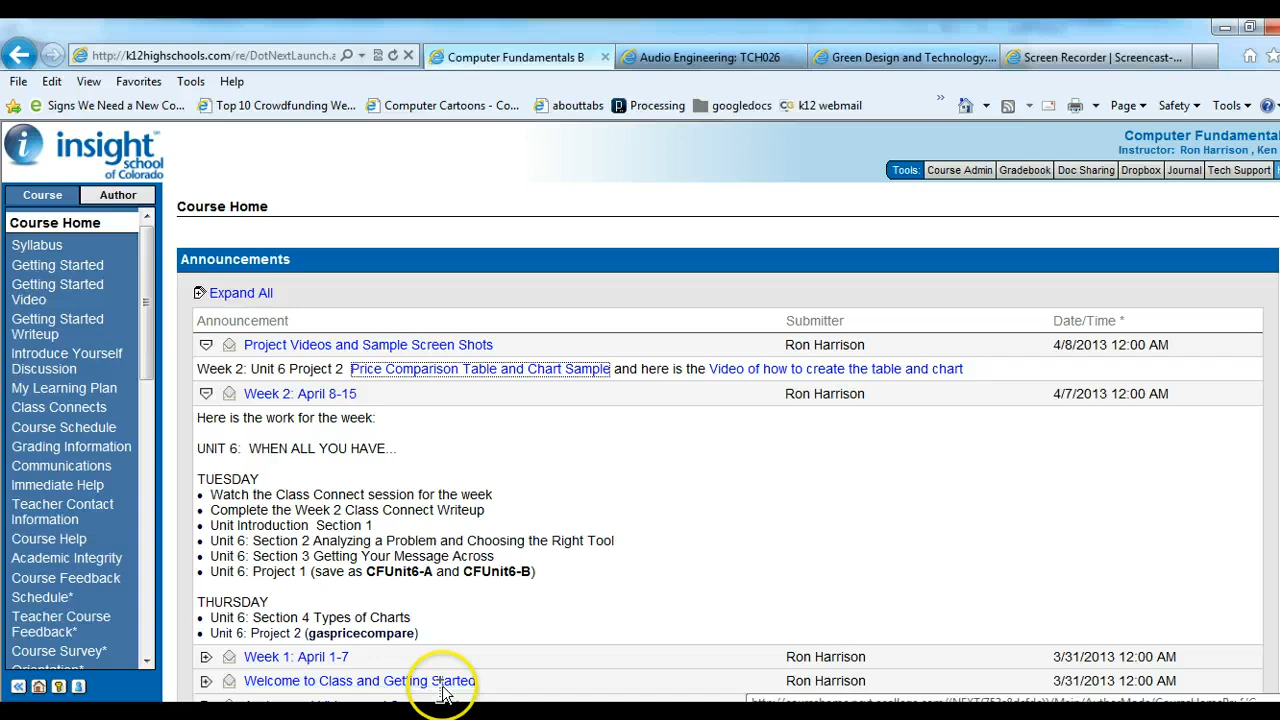 http://k12highschools.com/re/DotNextLaunch.a
Computer Fundamentals B
Audio Engineering: TCH026
Green Design and Technology:...
Screen Recorder | Screencast-...
File Edit View Favorites Tools Help
Signs We Need a New Co...
Top 10 Crowdfunding We...
Computer Cartoons - Co...
abouttabs
Processing
googledocs
k12 webmail
Page
Safety
Tools
insight
school
of Colorado
Computer Fundamenta
Instructor: Ron Harrison , Ken
Tools: Course Admin Gradebook Doc Sharing Dropbox Journal Tech Support
Course Author
Course Home
Syllabus
Getting Started
Getting Started
Video
Getting Started
Writeup
Introduce Yourself
Discussion
My Learning Plan
Class Connects
Course Schedule
Grading Information
Communications
Immediate Help
Teacher Contact
Information
Course Help
Academic Integrity
Course Feedback
Schedule*
Teacher Course
Feedback*
Course Survey*
Orientation*
Course Home
Announcements
Expand All
Announcement Submitter Date/Time *
Project Videos and Sample Screen Shots Ron Harrison 4/8/2013 12:00 AM
Week 2: Unit 6 Project 2 Price Comparison Table and Chart Sample and here is the Video of how to create the table and chart
Week 2: April 8-15 Ron Harrison 4/7/2013 12:00 AM
Here is the work for the week:
UNIT 6: WHEN ALL YOU HAVE...
TUESDAY
• Watch the Class Connect session for the week
• Complete the Week 2 Class Connect Writeup
• Unit Introduction Section 1
• Unit 6: Section 2 Analyzing a Problem and Choosing the Right Tool
• Unit 6: Section 3 Getting Your Message Across
• Unit 6: Project 1 (save as CFUnit6-A and CFUnit6-B)
THURSDAY
• Unit 6: Section 4 Types of Charts
• Unit 6: Project 2 (gaspricecompare)
Week 1: April 1-7 Ron Harrison 3/31/2013 12:00 AM
Welcome to Class and Getting Started Ron Harrison 3/31/2013 12:00 AM